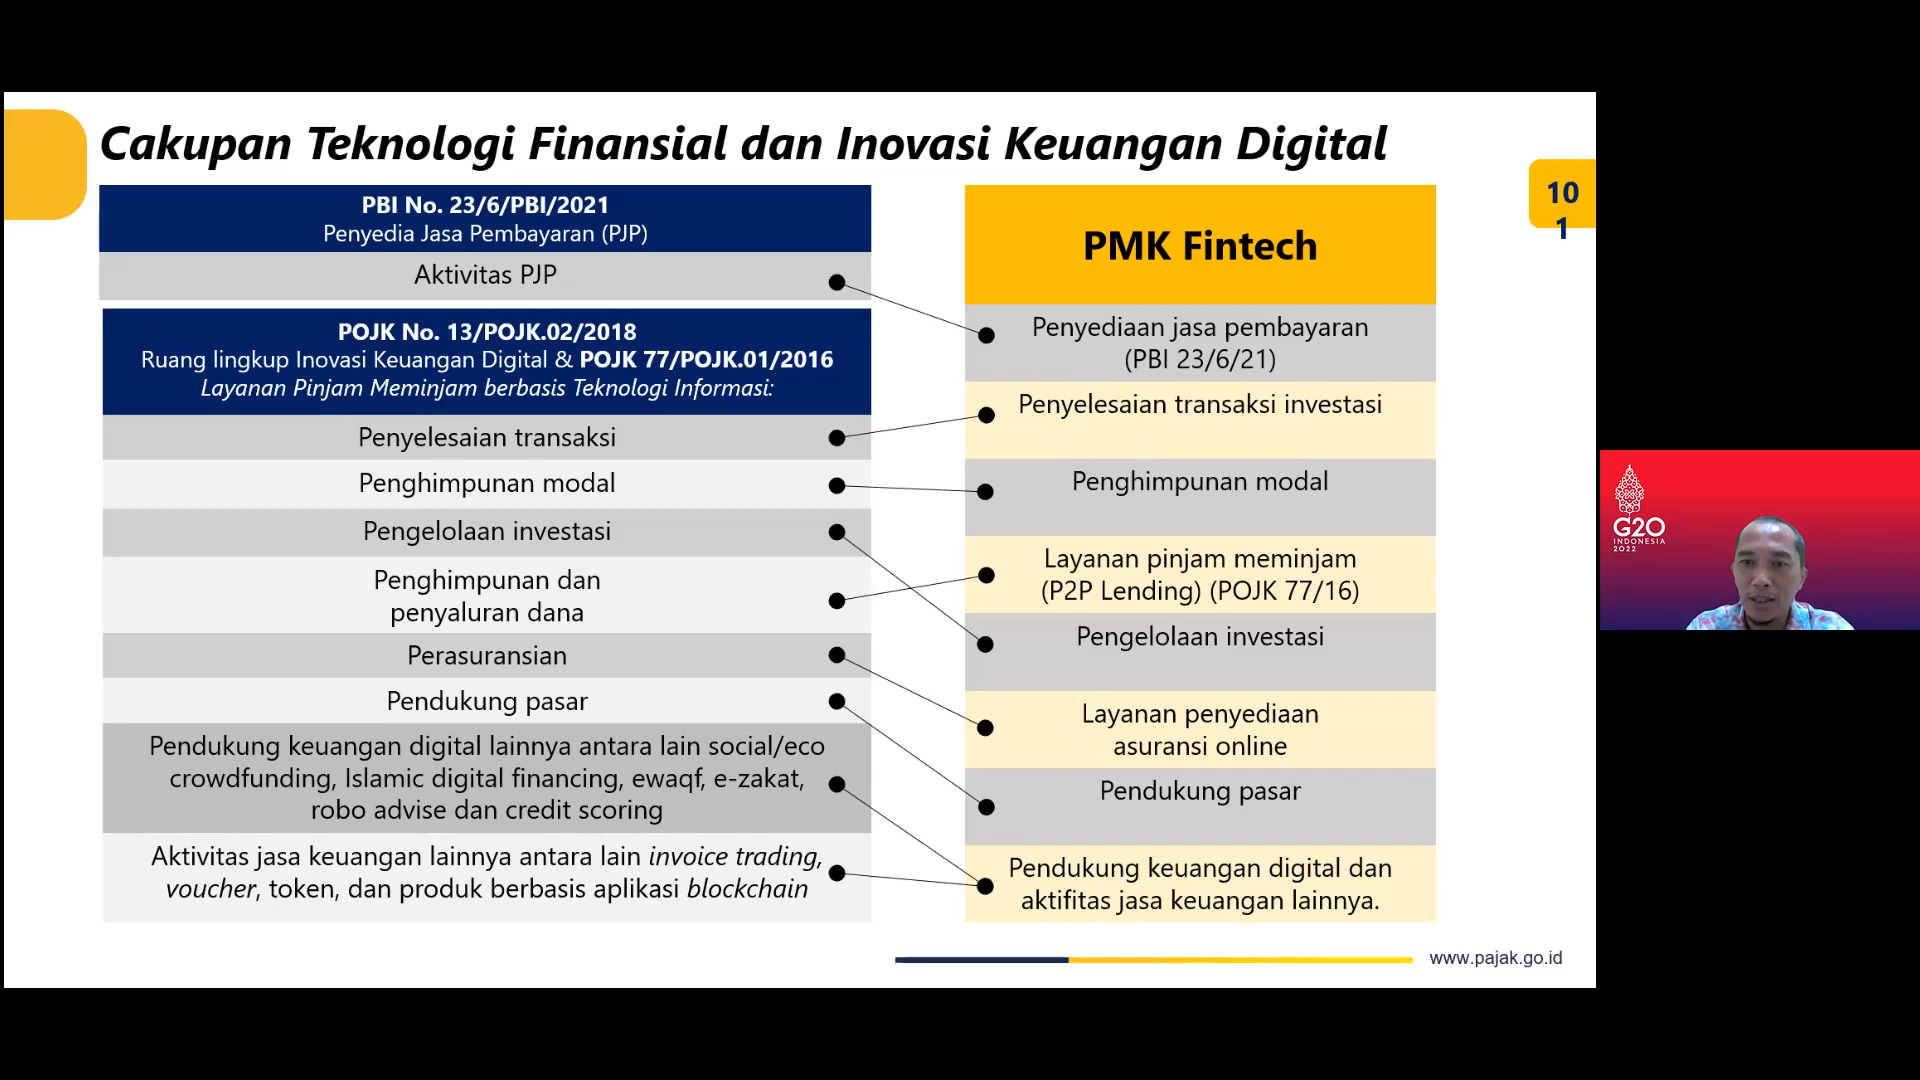 Cakupan Teknologi Finansial dan Inovasi Keuangan Digital
10
1
PBI No. 23/6/PBI/2021
Penyedia Jasa Pembayaran (PJP)
Aktivitas PJP
POJK No. 13/POJK.02/2018
Ruang lingkup Inovasi Keuangan Digital & POJK 77/POJK.01/2016
Layanan Pinjam Meminjam berbasis Teknologi Informasi:
Penyelesaian transaksi
Penghimpunan modal
Pengelolaan investasi
Penghimpunan dan
penyaluran dana
Perasuransian
Pendukung pasar
Pendukung keuangan digital lainnya antara lain social/eco
crowdfunding, Islamic digital financing, ewaqf, e-zakat,
robo advise dan credit scoring
Aktivitas jasa keuangan lainnya antara lain invoice trading,
voucher, token, dan produk berbasis aplikasi blockchain
PMK Fintech
Penyediaan jasa pembayaran
(PBI 23/6/21)
Penyelesaian transaksi investasi
Penghimpunan modal
Layanan pinjam meminjam
(P2P Lending) (POJK 77/16)
Pengelolaan investasi
Layanan penyediaan
asuransi online
Pendukung pasar
Pendukung keuangan digital dan
aktifitas jasa keuangan lainnya.
www.pajak.go.id
G20
INDONESIA
2022